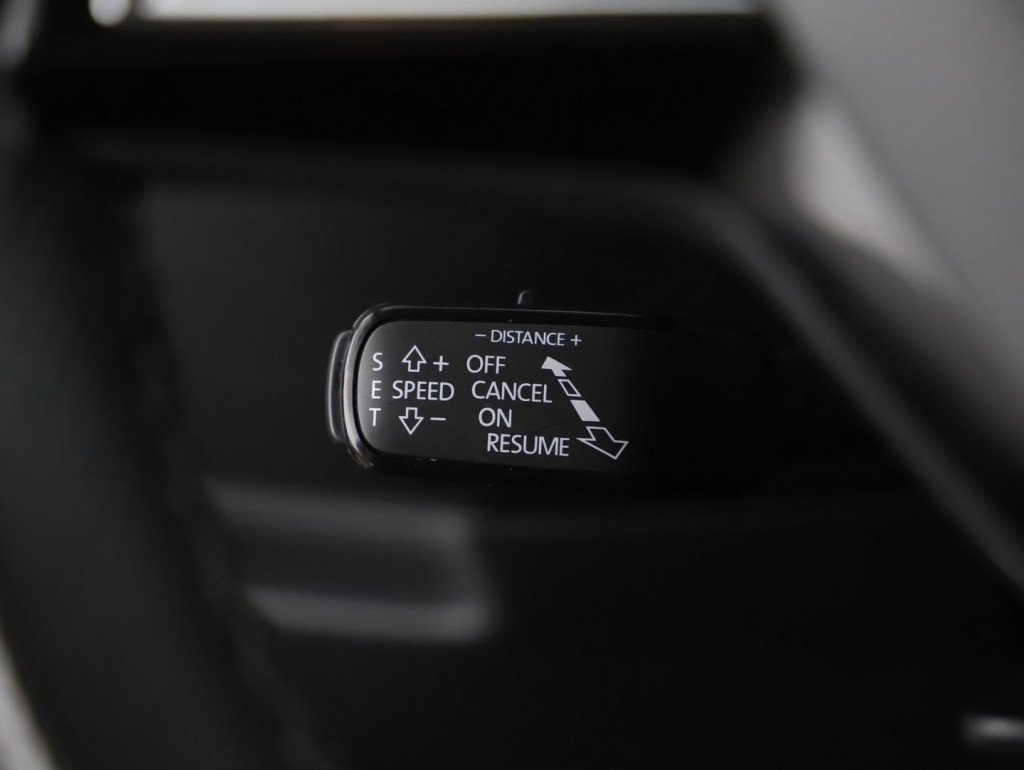 − DISTANCE +
S + OFF
E SPEED CANCEL
T − ON
RESUME